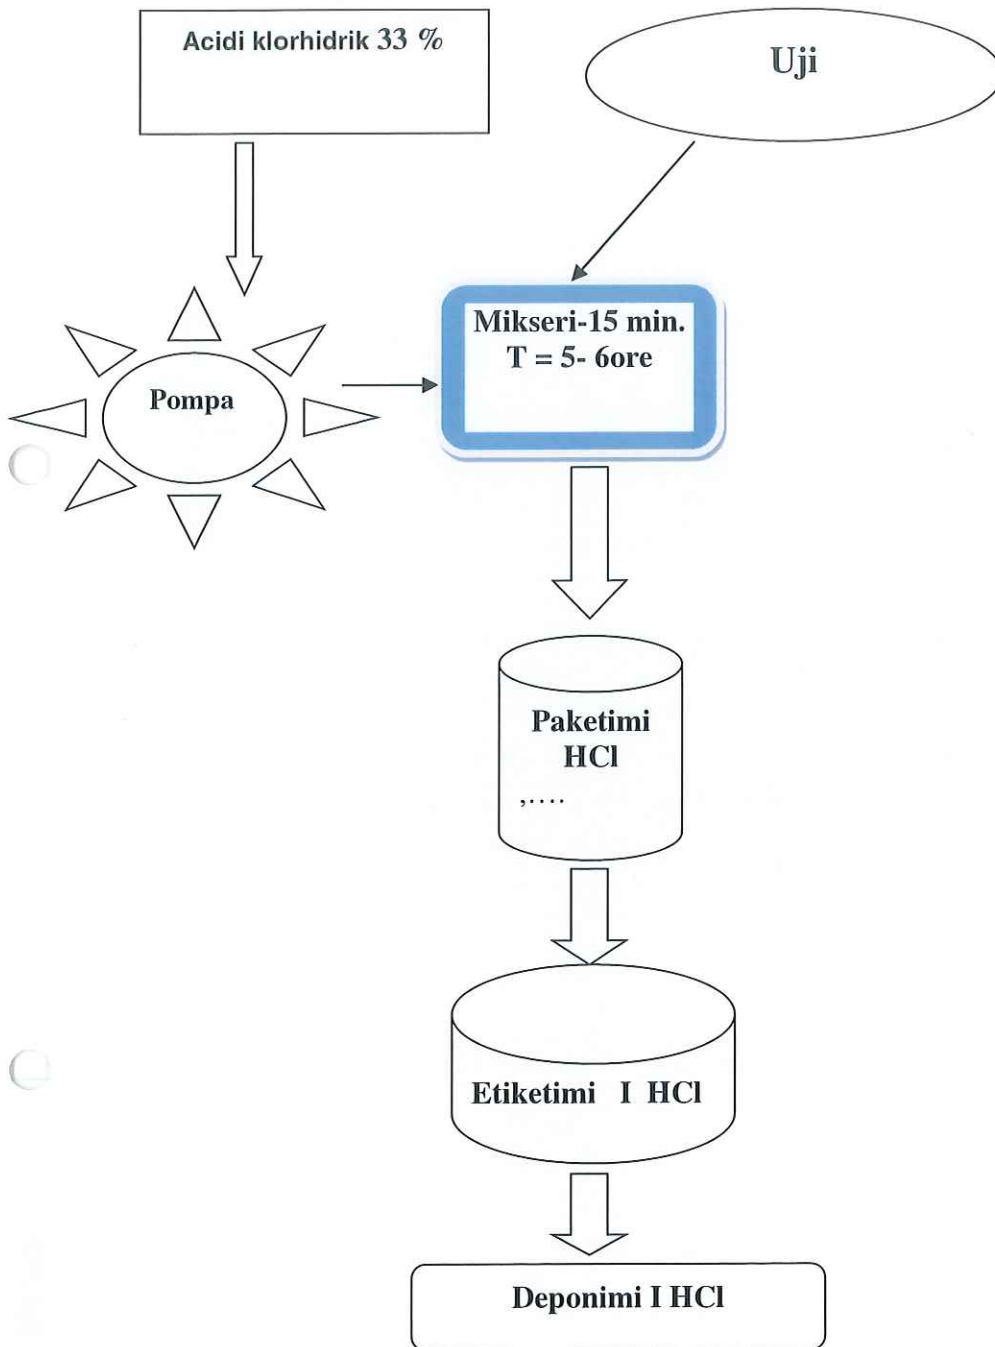 Acidi klorhidrik 33 %
Uji
Mikseri-15 min.
T = 5- 6ore
Pompa
Paketimi
HCl
,....
Etiketimi I HCl
Deponimi I HCl